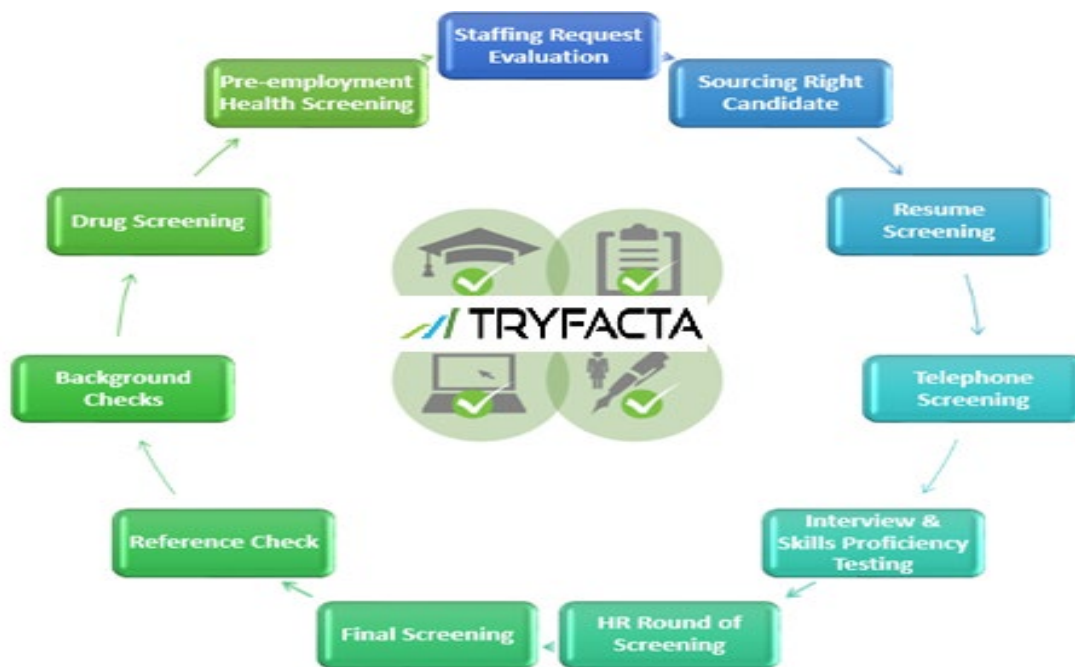 Staffing Request
Evaluation
Sourcing Right
Candidate
Resume
Screening
Telephone
Screening
Interview &
Skills Proficiency
Testing
HR Round of
Screening
Final Screening
Reference Check
Background
Checks
Drug Screening
Pre-employment
Health Screening
TRYFACTA